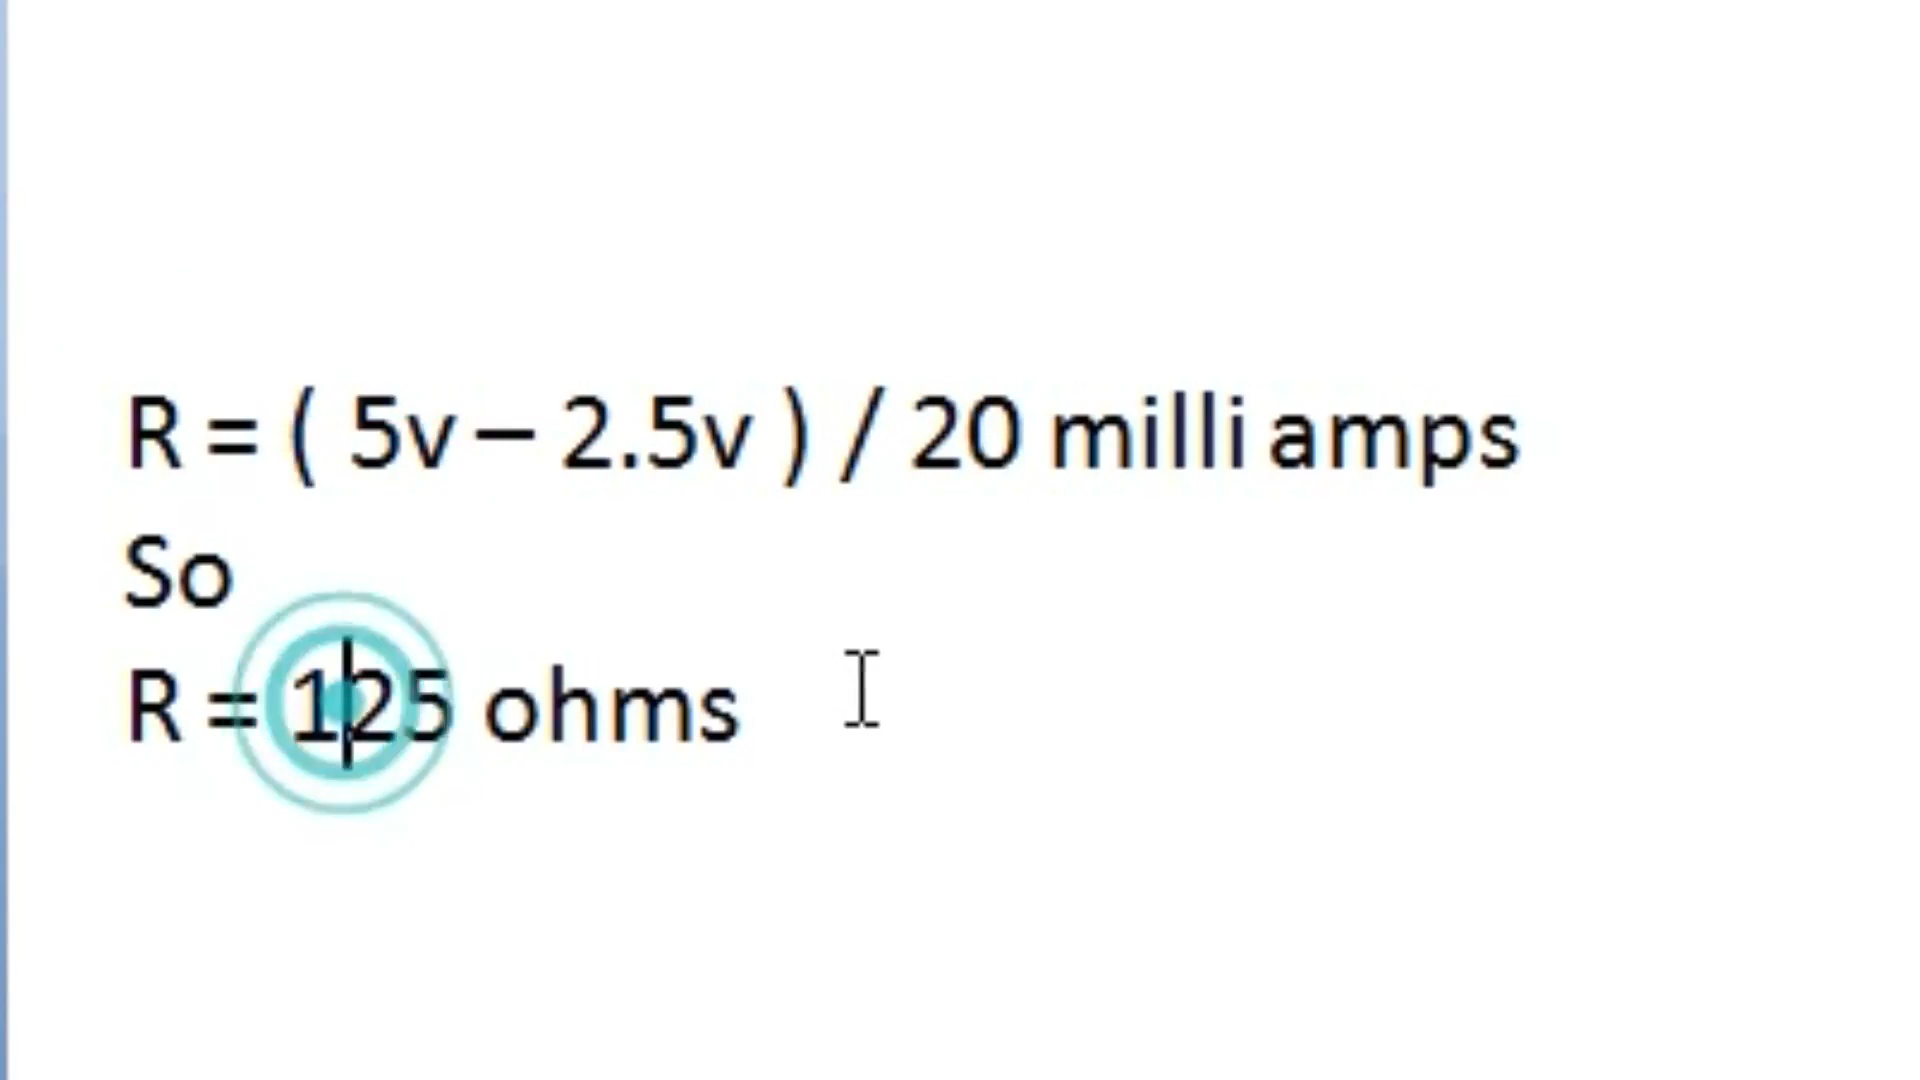 R = ( 5v – 2.5v ) / 20 milli amps
So
R = 125 ohms